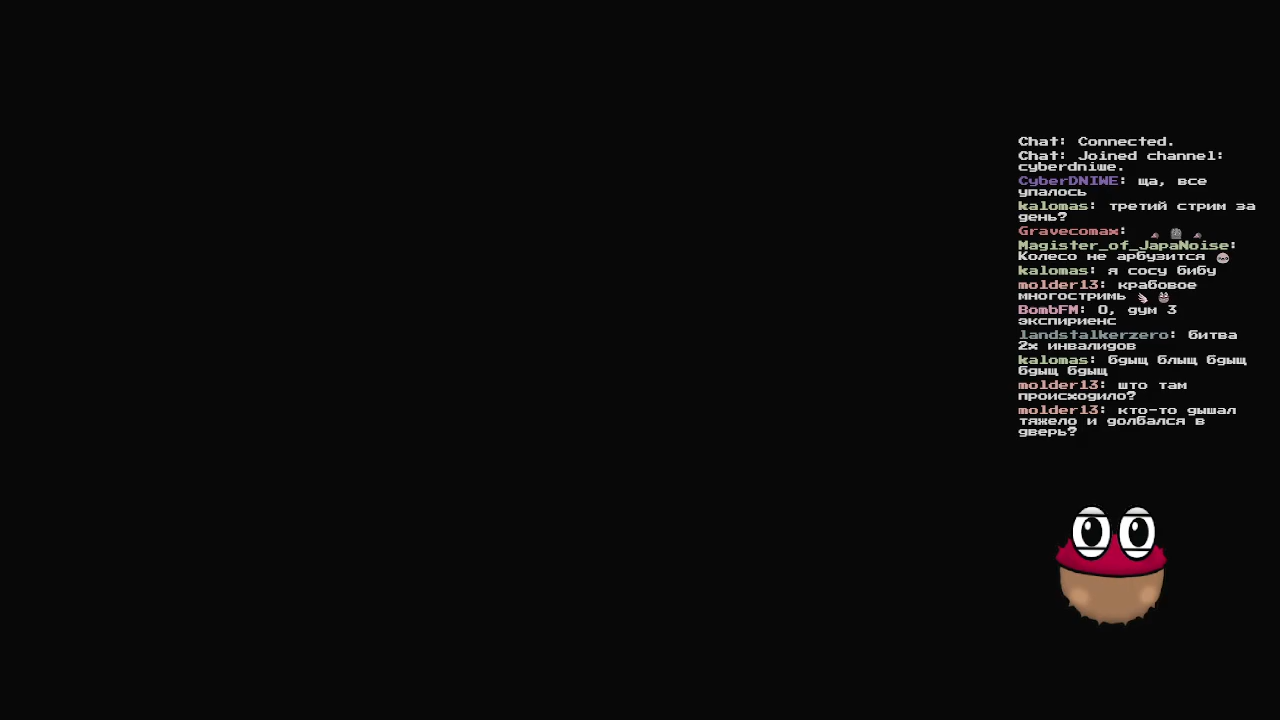 Chat: Connected.
Chat: Joined channel:
cyberdniwe.
CyberDNIWE: ща, все
упалось
kalomas: третий стрим за
день?
Gravecomax:
Magister_of_JapaNoise:
Колесо не арбузится
kalomas: я сосу бибу
molder13: крабовое
многостримь
BombFM: О, дум 3
экспириенс
landstalkerzero: битва
2х инвалидов
kalomas: бдыщ блыщ бдыщ
бдыщ бдыщ
molder13: што там
происходило?
molder13: кто-то дышал
тяжело и долбался в
дверь?